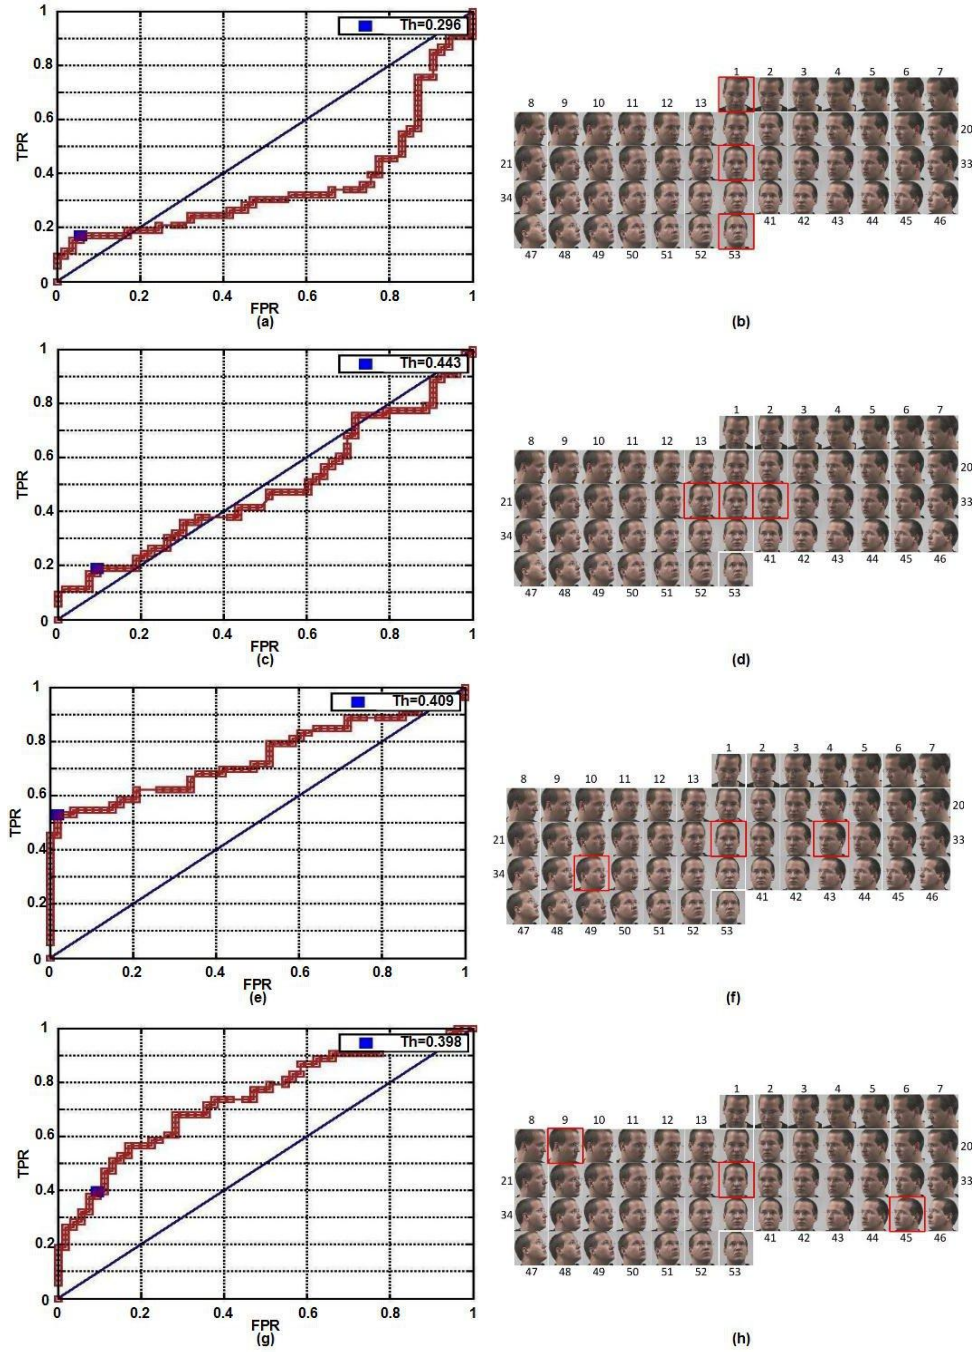 Th=0.296
1
0.8
0.6
0.4
0.2
0
TPR
0 0.2 0.4 0.6 0.8 1
FPR
(a)
1 2 3 4 5 6 7
8 9 10 11 12 13
20
21 33
34
41 42 43 44 45 46
47 48 49 50 51 52 53
(b)
Th=0.443
1
0.8
0.6
0.4
0.2
0
TPR
0 0.2 0.4 0.6 0.8 1
FPR
(c)
1 2 3 4 5 6 7
8 9 10 11 12 13
20
21 33
34
41 42 43 44 45 46
47 48 49 50 51 52 53
(d)
Th=0.409
1
0.8
0.6
0.4
0.2
0
TPR
0 0.2 0.4 0.6 0.8 1
FPR
(e)
1 2 3 4 5 6 7
8 9 10 11 12 13
20
21 33
34
41 42 43 44 45 46
47 48 49 50 51 52 53
(f)
Th=0.398
1
0.8
0.6
0.4
0.2
0
TPR
0 0.2 0.4 0.6 0.8 1
FPR
(g)
1 2 3 4 5 6 7
8 9 10 11 12 13
20
21 33
34
41 42 43 44 45 46
47 48 49 50 51 52 53
(h)